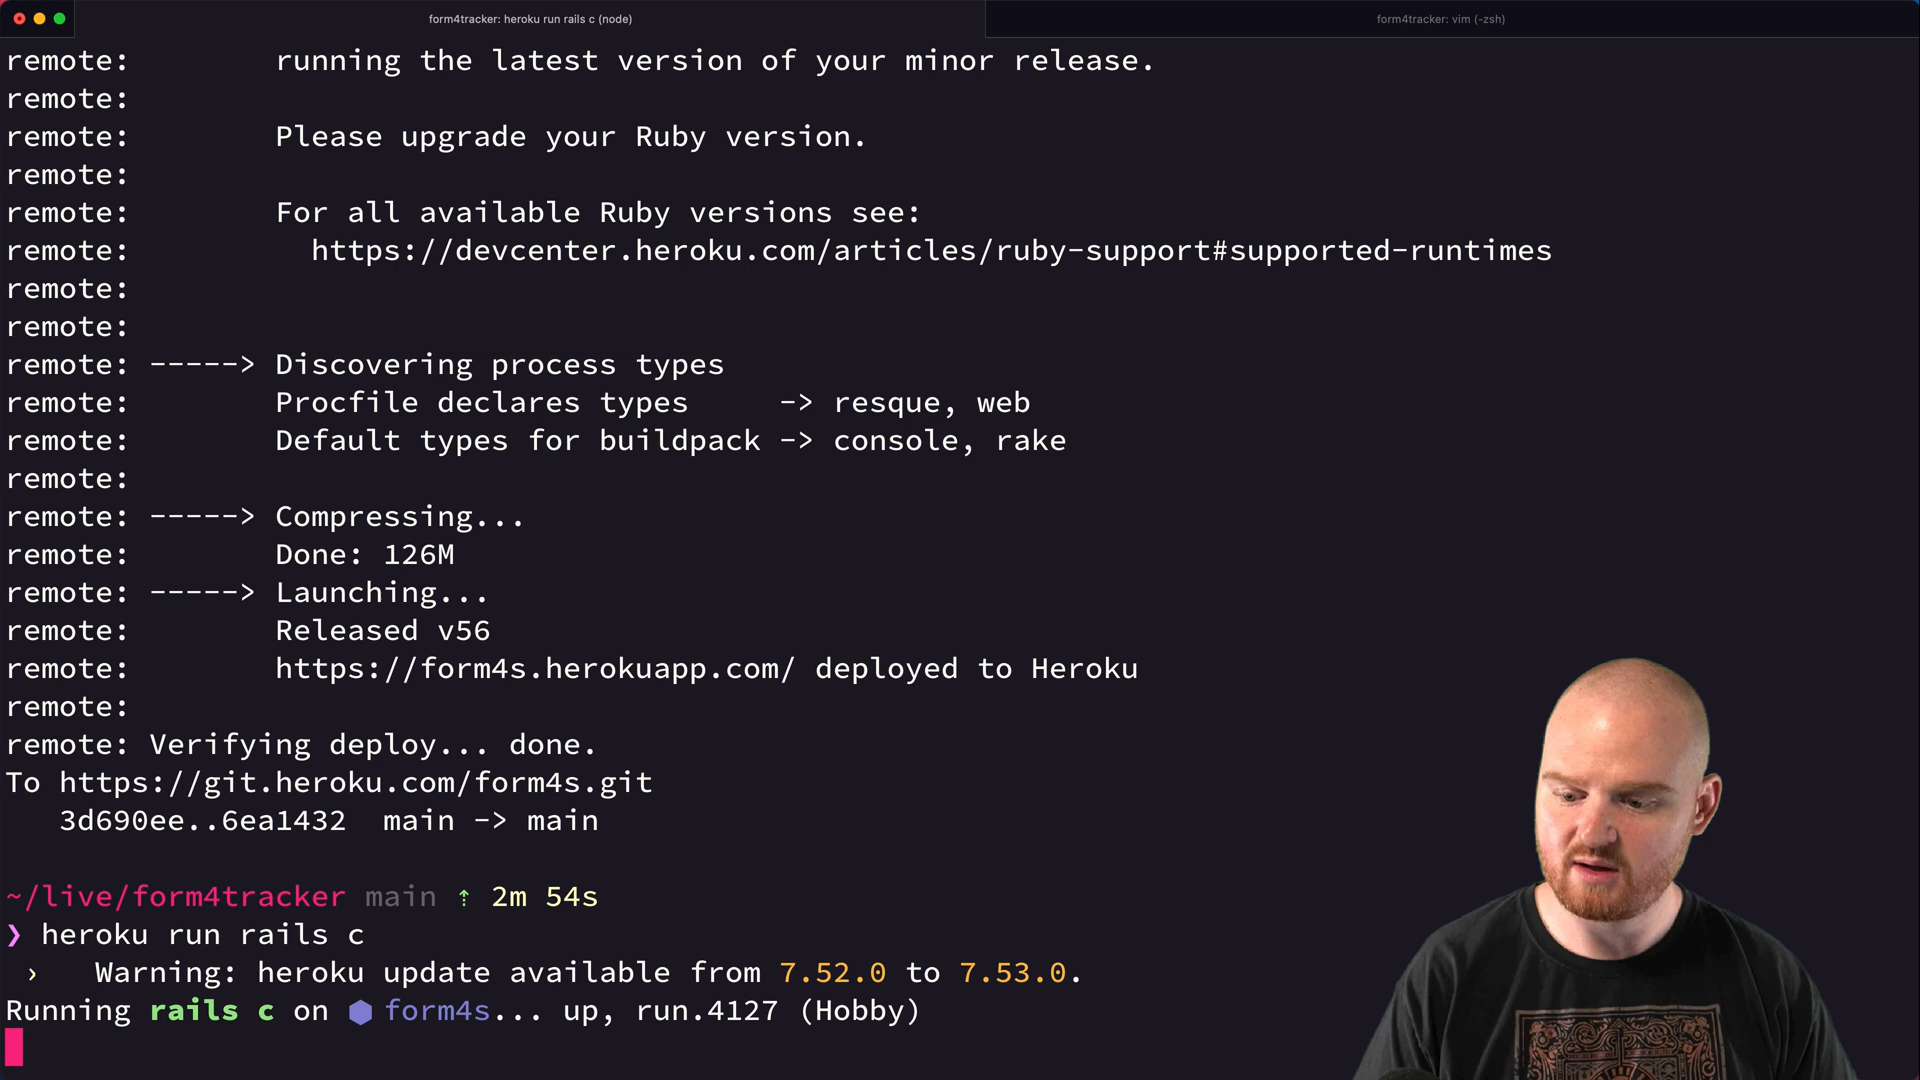 form4tracker: heroku run rails c (node)
form4tracker: vim (-zsh)
remote: running the latest version of your minor release.
remote:
remote: Please upgrade your Ruby version.
remote:
remote: For all available Ruby versions see:
remote: https://devcenter.heroku.com/articles/ruby-support#supported-runtimes
remote:
remote:
remote: -----> Discovering process types
remote: Procfile declares types -> resque, web
remote: Default types for buildpack -> console, rake
remote:
remote: -----> Compressing...
remote: Done: 126M
remote: -----> Launching...
remote: Released v56
remote: https://form4s.herokuapp.com/ deployed to Heroku
remote:
remote: Verifying deploy... done.
To https://git.heroku.com/form4s.git
3d690ee..6ea1432 main -> main
~/live/form4tracker main ⇡ 2m 54s
❯ heroku run rails c
› Warning: heroku update available from 7.52.0 to 7.53.0.
Running rails c on ⬢ form4s... up, run.4127 (Hobby)